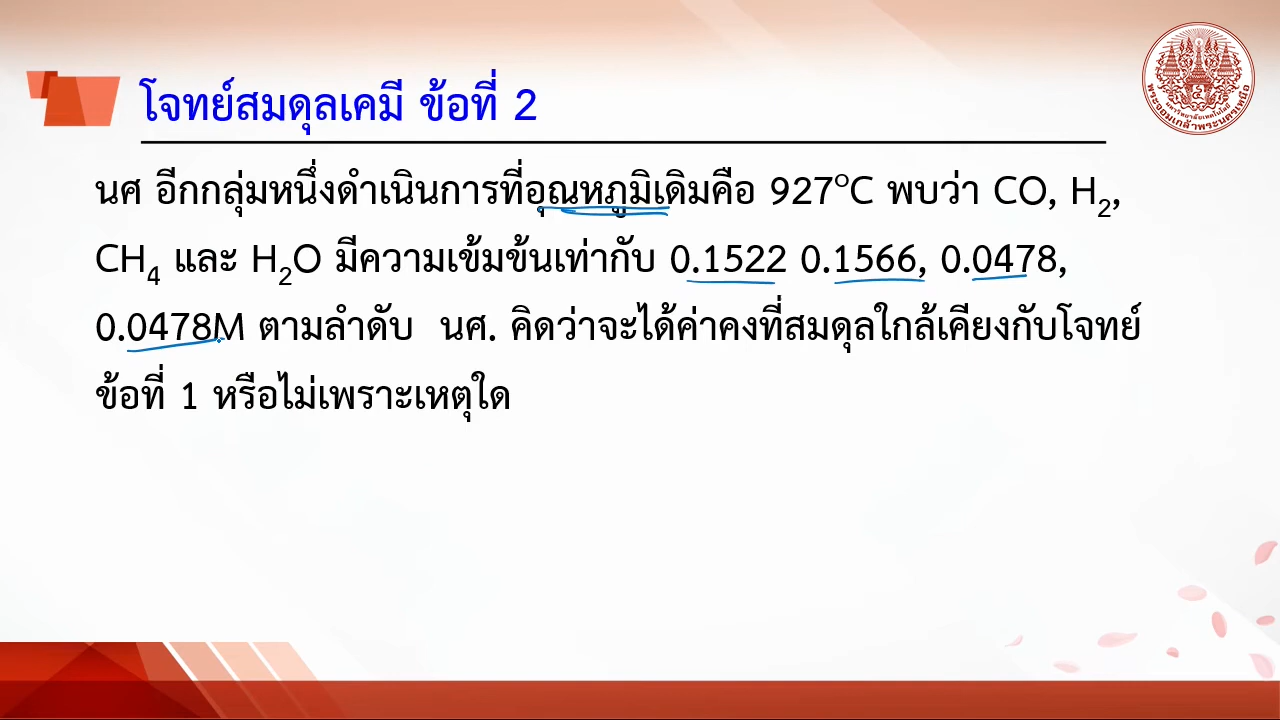 โจทย์สมดุลเคมี ข้อที่ 2
นศ อีกกลุ่มหนึ่งดำเนินการที่อุณหภูมิเดิมคือ 927°C พบว่า CO, H₂,
CH₄ และ H₂O มีความเข้มข้นเท่ากับ 0.1522 0.1566, 0.0478,
0.0478M ตามลำดับ นศ. คิดว่าจะได้ค่าคงที่สมดุลใกล้เคียงกับโจทย์
ข้อที่ 1 หรือไม่เพราะเหตุใด